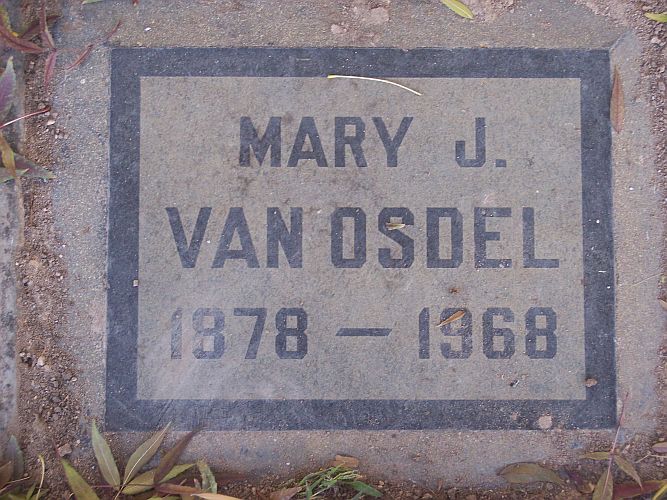 MARY J.
VAN OSDEL
1878 — 1968